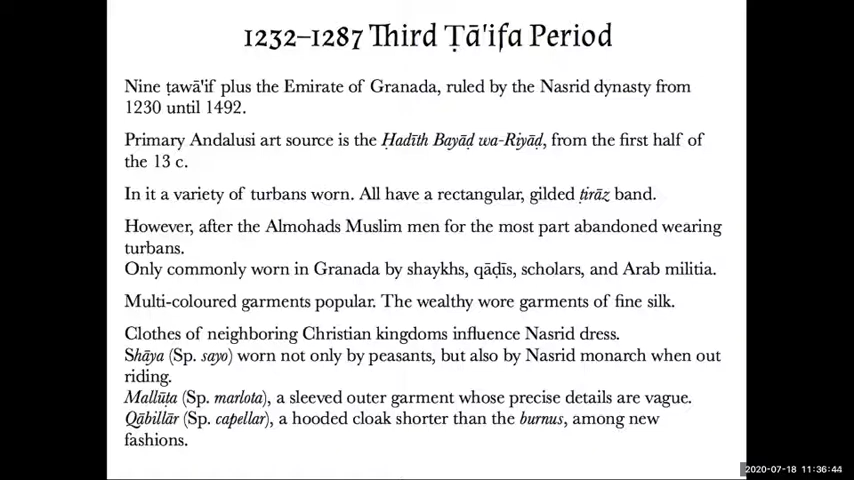 1232–1287 Third Ṭā'ifa Period
Nine ṭawā'if plus the Emirate of Granada, ruled by the Nasrid dynasty from
1230 until 1492.
Primary Andalusi art source is the Ḥadīth Bayāḍ wa-Riyāḍ, from the first half of
the 13 c.
In it a variety of turbans worn. All have a rectangular, gilded ṭirāz band.
However, after the Almohads Muslim men for the most part abandoned wearing
turbans.
Only commonly worn in Granada by shaykhs, qāḍīs, scholars, and Arab militia.
Multi-coloured garments popular. The wealthy wore garments of fine silk.
Clothes of neighboring Christian kingdoms influence Nasrid dress.
Shāya (Sp. sayo) worn not only by peasants, but also by Nasrid monarch when out
riding.
Mallūṭa (Sp. marlota), a sleeved outer garment whose precise details are vague.
Qābillār (Sp. capellar), a hooded cloak shorter than the burnus, among new
fashions.
2020-07-18 11:36:44